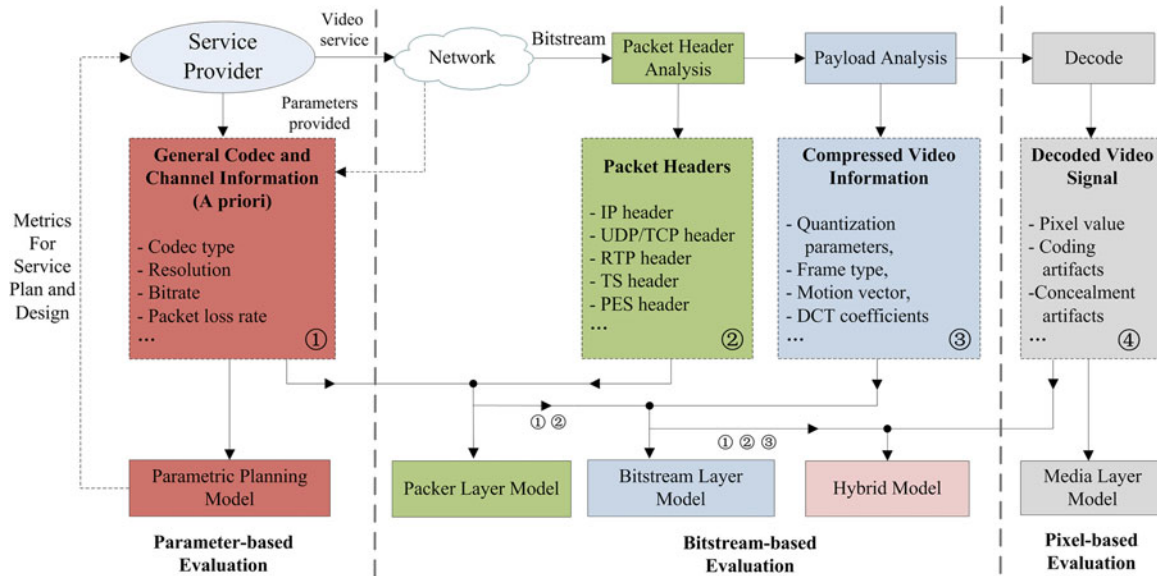 Service
Provider
Video
service
Network
Bitstream
Packet Header
Analysis
Payload Analysis
Decode
Parameters
provided
General Codec and
Channel Information
(A priori)
- Codec type
- Resolution
- Bitrate
- Packet loss rate
...
①
Packet Headers
- IP header
- UDP/TCP header
- RTP header
- TS header
- PES header
...
②
Compressed Video
Information
- Quantization
parameters,
- Frame type,
- Motion vector,
- DCT coefficients
...
③
Decoded Video
Signal
- Pixel value
- Coding
artifacts
-Concealment
artifacts
...
④
Metrics
For
Service
Plan and
Design
① ②
① ② ③
Parametric Planning
Model
Packer Layer Model
Bitstream Layer
Model
Hybrid Model
Media Layer
Model
Parameter-based
Evaluation
Bitstream-based
Evaluation
Pixel-based
Evaluation